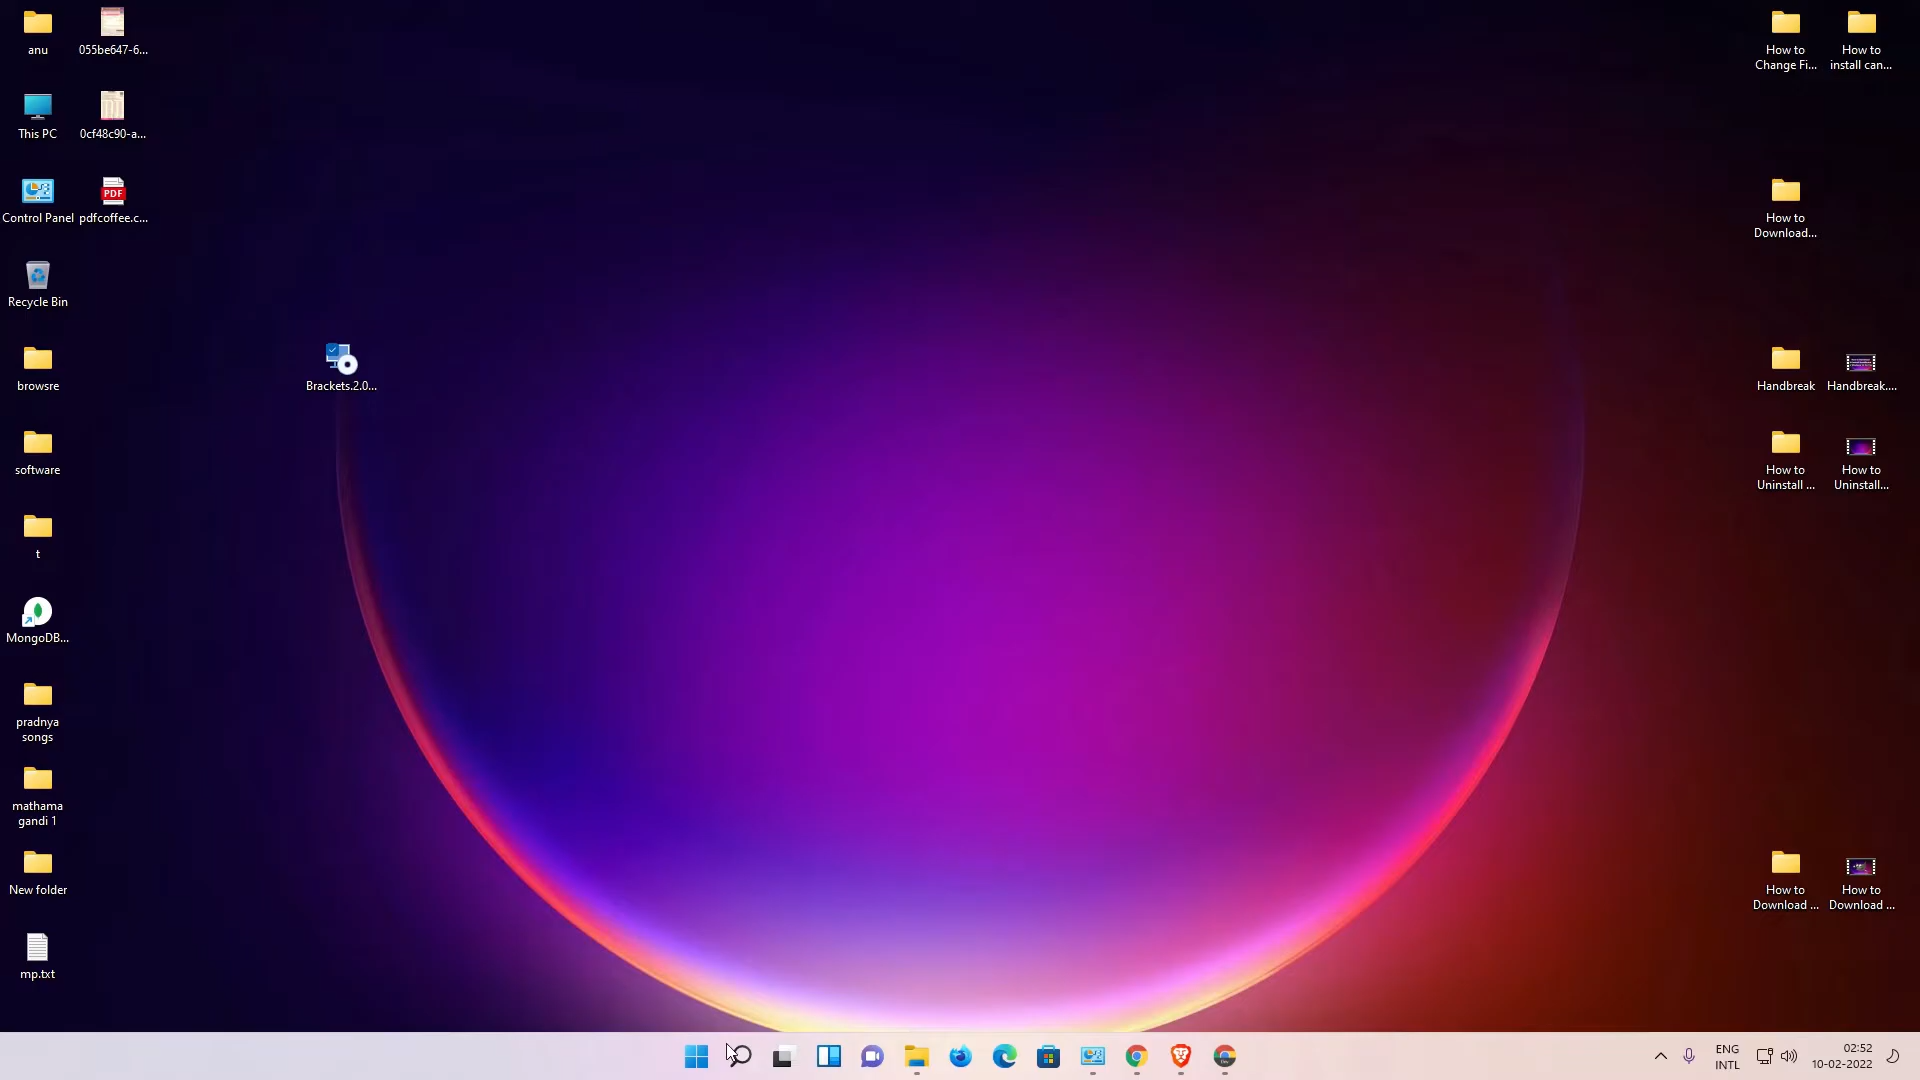 anu
055be647-6...
How to
Change Fi...
How to
install can...
This PC
0cf48c90-a...
Control Panel
PDF
pdfcoffee.c...
How to
Download...
Recycle Bin
browsre
Brackets.2.0...
Handbreak
Handbreak....
software
How to
Uninstall ...
How to
Uninstall...
t
MongoDB...
pradnya
songs
mathama
gandi 1
New folder
How to
Download ...
How to
Download ...
mp.txt
ENG
INTL
02:52
10-02-2022